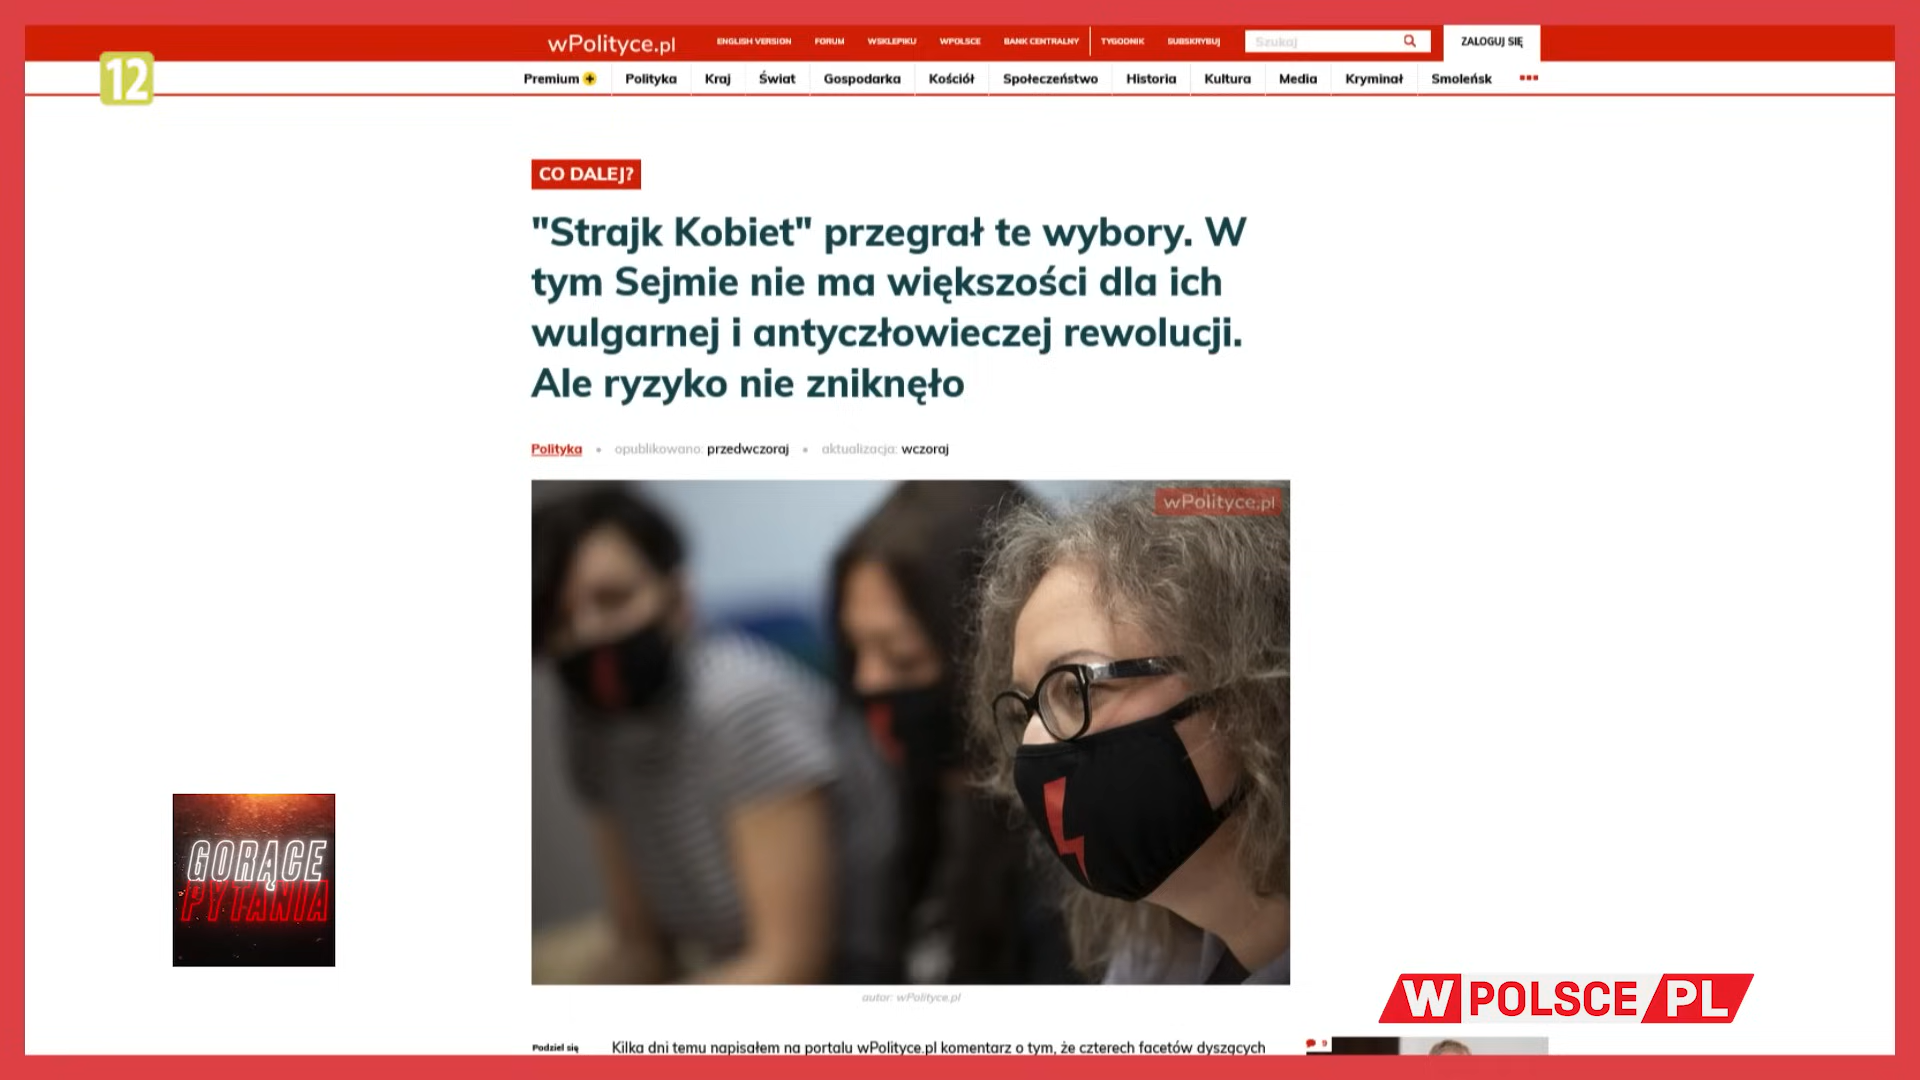 wPolityce.pl
ENGLISH VERSION FORUM WSKLEPIKU WPOLSCE BANK CENTRALNY TYGODNIK SUBSKRYBUJ Szukaj ZALOGUJ SIĘ
12
Premium + Polityka Kraj Świat Gospodarka Kościół Społeczeństwo Historia Kultura Media Kryminał Smoleńsk
CO DALEJ?
"Strajk Kobiet" przegrał te wybory. W
tym Sejmie nie ma większości dla ich
wulgarnej i antyczłowieczej rewolucji.
Ale ryzyko nie zniknęło
Polityka • opublikowano: przedwczoraj • aktualizacja: wczoraj
wPolityce.pl
GORĄCE
PYTANIA
autor: wPolityce.pl
W POLSCE PL
Podziel się
Kilka dni temu napisałem na portalu wPolityce.pl komentarz o tym, że czterech facetów dyszących
9